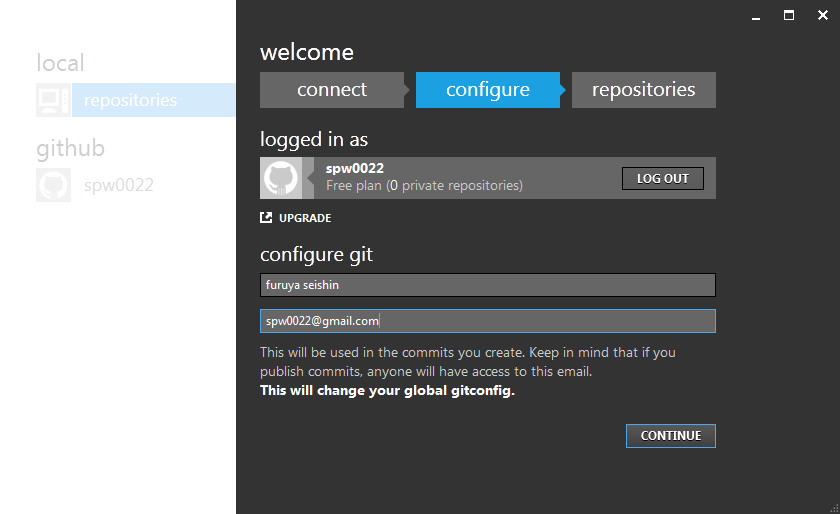 local
repositories
github
spw0022
welcome
connect
configure
repositories
logged in as
spw0022
Free plan (0 private repositories)
LOG OUT
UPGRADE
configure git
furuya seishin
spw0022@gmail.com
This will be used in the commits you create. Keep in mind that if you
publish commits, anyone will have access to this email.
This will change your global gitconfig.
CONTINUE